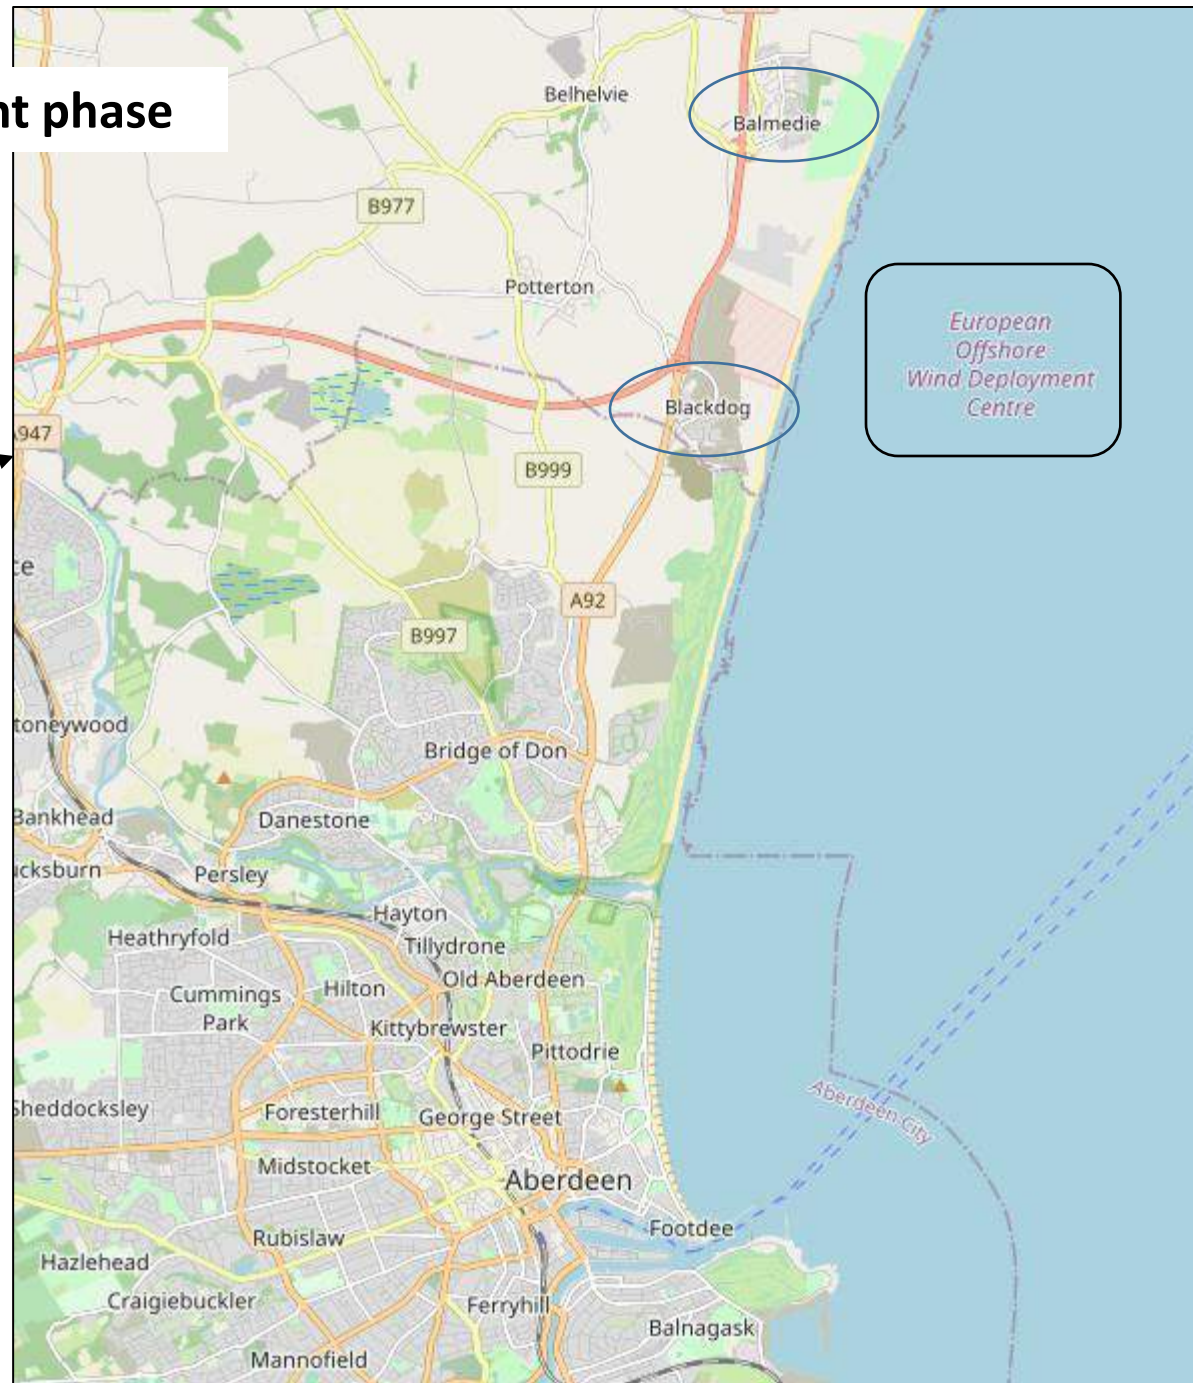 nt phase
Belhelvie
Balmedie
B977
Potterton
European
Offshore
Wind Deployment
Centre
Blackdog
A947
B999
ce
A92
B997
toneywood
Bridge of Don
Bankhead
Danestone
ucksburn
Persley
Hayton
Heathryfold
Tillydrone
Old Aberdeen
Hilton
Cummings
Park
Kittybrewster
Pittodrie
Sheddocksley
Foresterhill
George Street
Aberdeen City
Midstocket
Aberdeen
Footdee
Rubislaw
Hazlehead
Craigiebuckler
Ferryhill
Balnagask
Mannofield